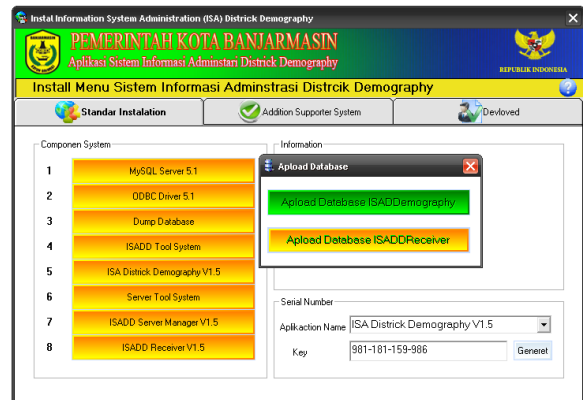 Instal Information System Administration (ISA) Districk Demography
PEMERINTAH KOTA BANJARMASIN
Aplikasi Sistem Informasi Adminstari Districk Demography
REPUBLIK INDONESIA
Install Menu Sistem Informasi Adminstrasi Distrcik Demography
Standar Instalation
Addition Supporter System
Devloved
Componen System
1 MySQL Server 5.1
2 ODBC Driver 5.1
3 Dump Database
4 ISADD Tool System
5 ISA Districk Demography V1.5
6 Server Tool System
7 ISADD Server Manager V1.5
8 ISADD Receiver V1.5
Information
Apload Database
Apload Database ISADDemography
Apload Database ISADDReceiver
Serial Number
Aplikaction Name ISA Districk Demography V1.5
Key 981-181-159-986 Generet